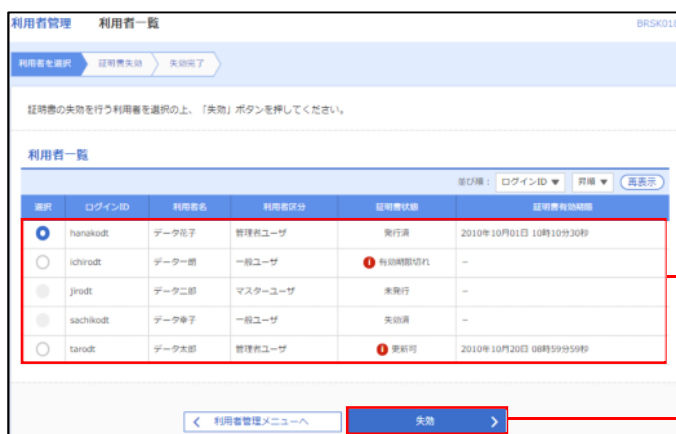 利用者管理 利用者一覧 BRSK018
利用者を選択 証明書失効 失効完了
証明書の失効を行う利用者を選択の上、「失効」ボタンを押してください。
利用者一覧
並び順： ログインID ▼ 昇順 ▼ 再表示
選択 ログインID 利用者名 利用者区分 証明書状態 証明書有効期限
hanakodt データ花子 管理者ユーザ 発行済 2010年10月01日 10時10分30秒
ichirodt データ一朗 一般ユーザ 有効期限切れ －
jirodt データ二郎 マスターユーザ 未発行 －
sachikodt データ幸子 一般ユーザ 失効済 －
tarodt データ太郎 管理者ユーザ 更新可 2010年10月20日 08時59分59秒
利用者管理メニューへ 失効